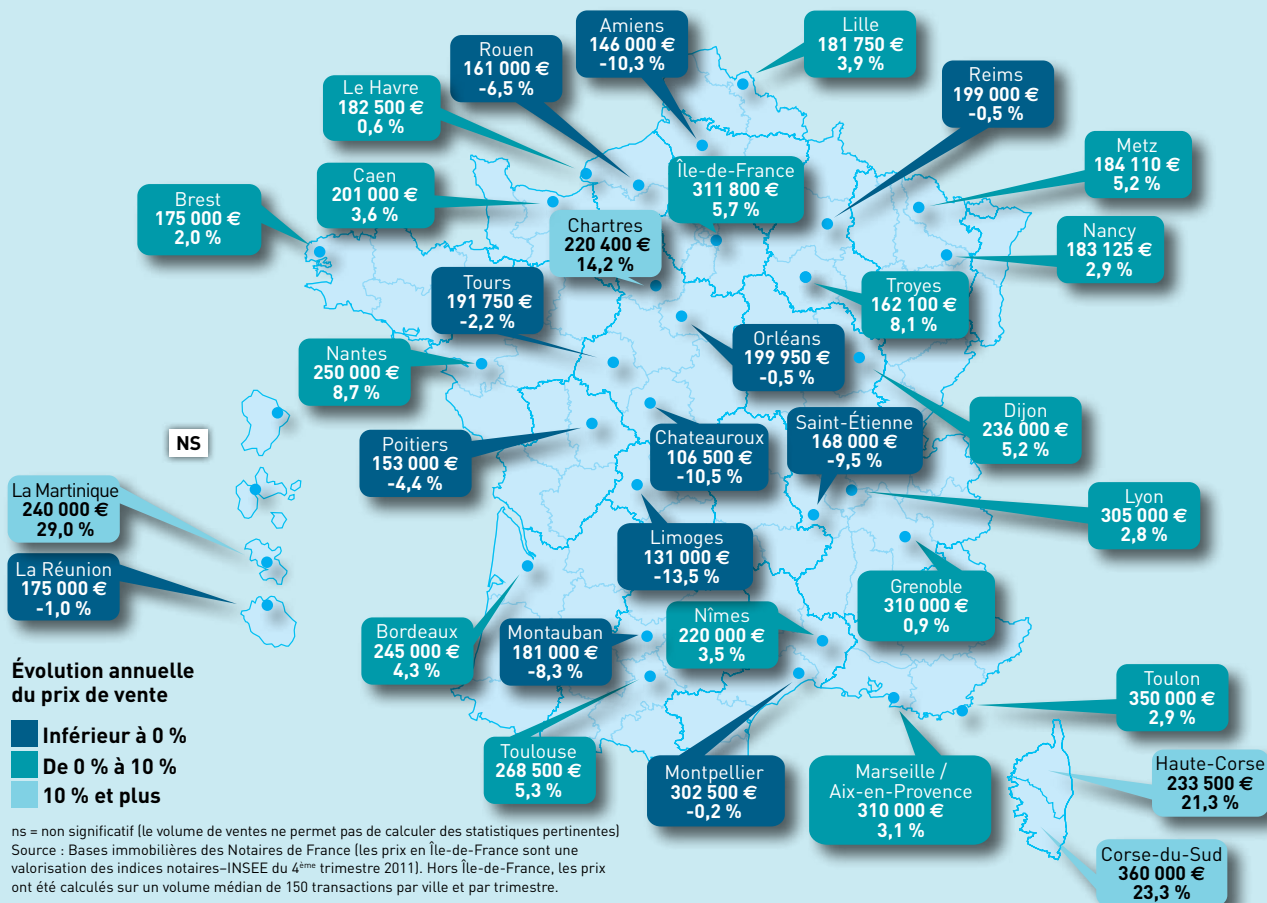 Amiens
146 000 €
-10,3 %
Lille
181 750 €
3,9 %
Rouen
161 000 €
-6,5 %
Reims
199 000 €
-0,5 %
Le Havre
182 500 €
0,6 %
Metz
184 110 €
5,2 %
Île-de-France
311 800 €
5,7 %
Caen
201 000 €
3,6 %
Brest
175 000 €
2,0 %
Chartres
220 400 €
14,2 %
Nancy
183 125 €
2,9 %
Tours
191 750 €
-2,2 %
Troyes
162 100 €
8,1 %
Orléans
199 950 €
-0,5 %
Nantes
250 000 €
8,7 %
Dijon
236 000 €
5,2 %
Saint-Étienne
168 000 €
-9,5 %
Chateauroux
106 500 €
-10,5 %
Poitiers
153 000 €
-4,4 %
NS
La Martinique
240 000 €
29,0 %
Lyon
305 000 €
2,8 %
Limoges
131 000 €
-13,5 %
La Réunion
175 000 €
-1,0 %
Grenoble
310 000 €
0,9 %
Nîmes
220 000 €
3,5 %
Bordeaux
245 000 €
4,3 %
Montauban
181 000 €
-8,3 %
Toulon
350 000 €
2,9 %
Toulouse
268 500 €
5,3 %
Montpellier
302 500 €
-0,2 %
Marseille /
Aix-en-Provence
310 000 €
3,1 %
Haute-Corse
233 500 €
21,3 %
Corse-du-Sud
360 000 €
23,3 %
Évolution annuelle
du prix de vente
Inférieur à 0 %
De 0 % à 10 %
10 % et plus
ns = non significatif (le volume de ventes ne permet pas de calculer des statistiques pertinentes)
Source : Bases immobilières des Notaires de France (les prix en Île-de-France sont une
valorisation des indices notaires–INSEE du 4ème trimestre 2011). Hors Île-de-France, les prix
ont été calculés sur un volume médian de 150 transactions par ville et par trimestre.